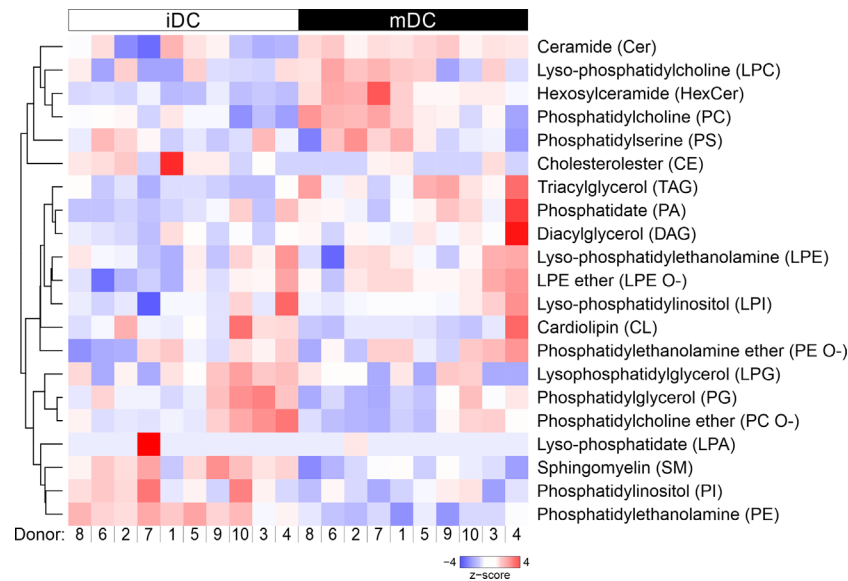 iDC mDC
Ceramide (Cer)
Lyso-phosphatidylcholine (LPC)
Hexosylceramide (HexCer)
Phosphatidylcholine (PC)
Phosphatidylserine (PS)
Cholesterolester (CE)
Triacylglycerol (TAG)
Phosphatidate (PA)
Diacylglycerol (DAG)
Lyso-phosphatidylethanolamine (LPE)
LPE ether (LPE O-)
Lyso-phosphatidylinositol (LPI)
Cardiolipin (CL)
Phosphatidylethanolamine ether (PE O-)
Lysophosphatidylglycerol (LPG)
Phosphatidylglycerol (PG)
Phosphatidylcholine ether (PC O-)
Lyso-phosphatidate (LPA)
Sphingomyelin (SM)
Phosphatidylinositol (PI)
Phosphatidylethanolamine (PE)
Donor: 8 6 2 7 1 5 9 10 3 4 8 6 2 7 1 5 9 10 3 4
−4 4
z−score